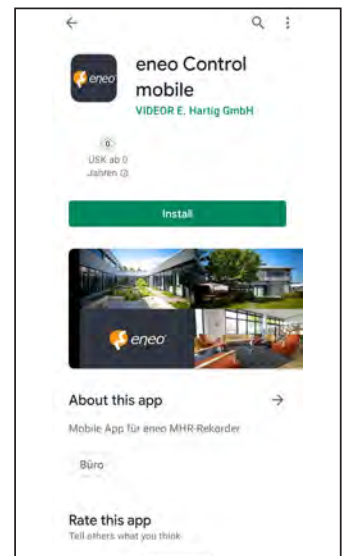 eneo
eneo Control
mobile
VIDEOR E. Hartig GmbH
0
USK ab 0
Jahren
Install
eneo
About this app
Mobile App für eneo MHR-Rekorder
Büro
Rate this app
Tell others what you think